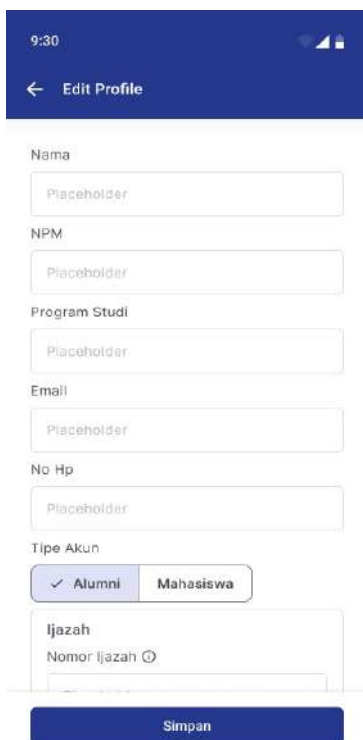 9:30
Edit Profile
Nama
Placeholder
NPM
Placeholder
Program Studi
Placeholder
Email
Placeholder
No Hp
Placeholder
Tipe Akun
✓ Alumni Mahasiswa
Ijazah
Nomor Ijazah ⓘ
Simpan